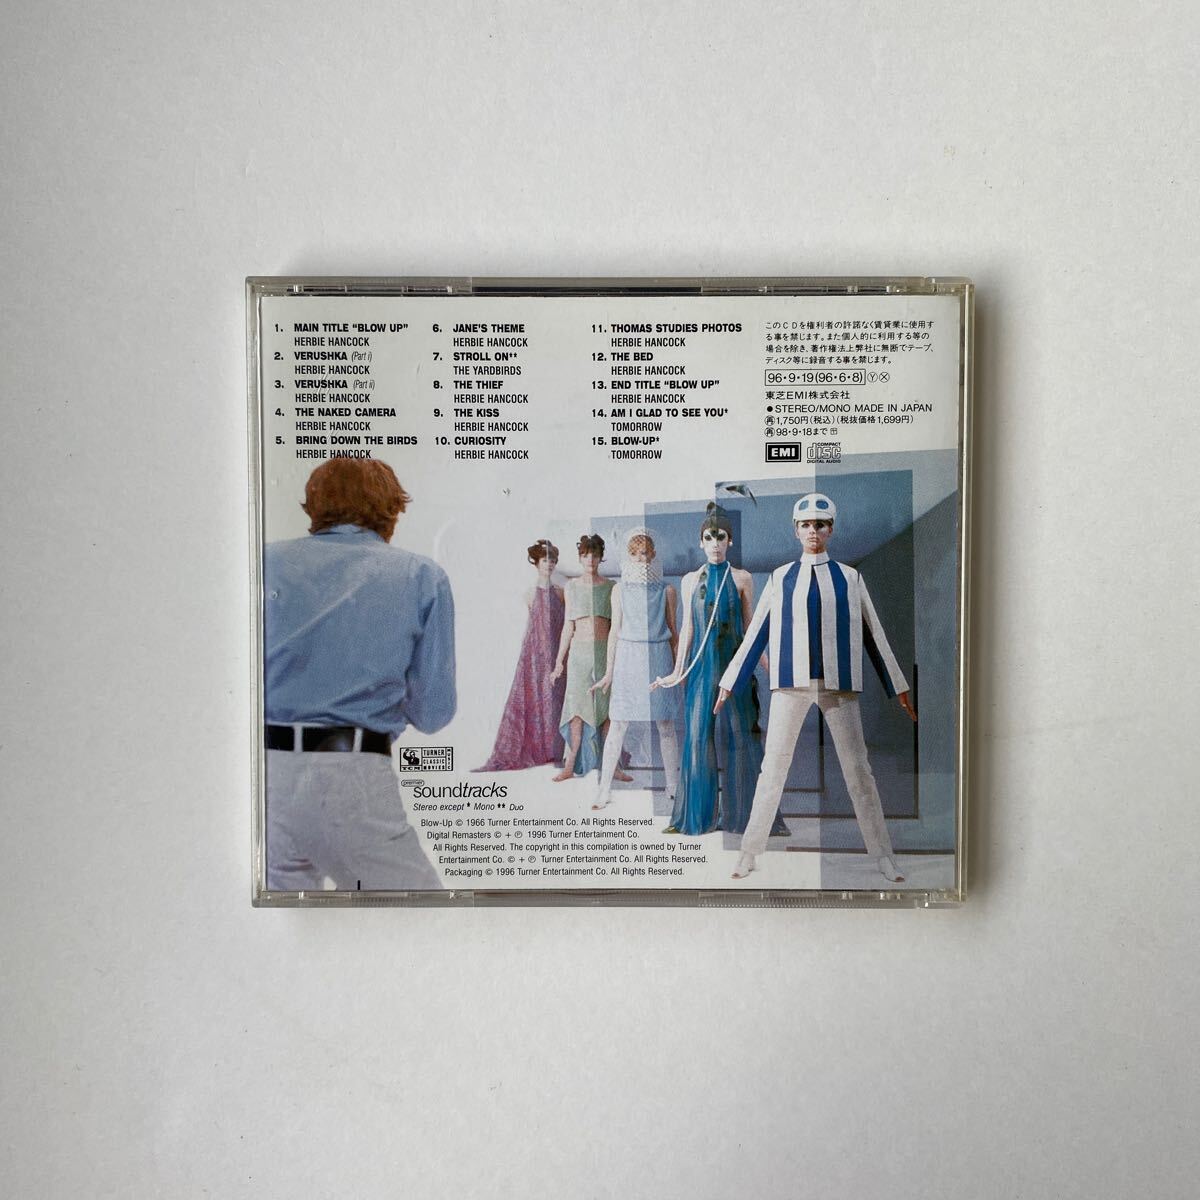 1. MAIN TITLE “BLOW UP”
HERBIE HANCOCK
2. VERUSHKA (Part i)
HERBIE HANCOCK
3. VERUSHKA (Part ii)
HERBIE HANCOCK
4. THE NAKED CAMERA
HERBIE HANCOCK
5. BRING DOWN THE BIRDS
HERBIE HANCOCK
6. JANE'S THEME
HERBIE HANCOCK
7. STROLL ON**
THE YARDBIRDS
8. THE THIEF
HERBIE HANCOCK
9. THE KISS
HERBIE HANCOCK
10. CURIOSITY
HERBIE HANCOCK
11. THOMAS STUDIES PHOTOS
HERBIE HANCOCK
12. THE BED
HERBIE HANCOCK
13. END TITLE “BLOW UP”
HERBIE HANCOCK
14. AM I GLAD TO SEE YOU*
TOMORROW
15. BLOW-UP*
TOMORROW
このCDを権利者の許諾なく賃貸業に使用す
る事を禁じます。また個人的に利用する等の
場合を除き、著作権法上弊社に無断でテープ、
ディスク等に録音する事を禁じます。
96・9・19(96・6・8) Ⓨ Ⓧ
東芝EMI株式会社
●STEREO/MONO MADE IN JAPAN
再 1,750円(税込)(税抜価格1,699円)
再 98・9・18まで
EMI COMPACT disc DIGITAL AUDIO
TCM TURNER CLASSIC MOVIES MUSIC
premier
soundtracks
Stereo except * Mono ** Duo
Blow-Up © 1966 Turner Entertainment Co. All Rights Reserved.
Digital Remasters © + ℗ 1996 Turner Entertainment Co.
All Rights Reserved. The copyright in this compilation is owned by Turner
Entertainment Co. © + ℗ Turner Entertainment Co. All Rights Reserved.
Packaging © 1996 Turner Entertainment Co. All Rights Reserved.